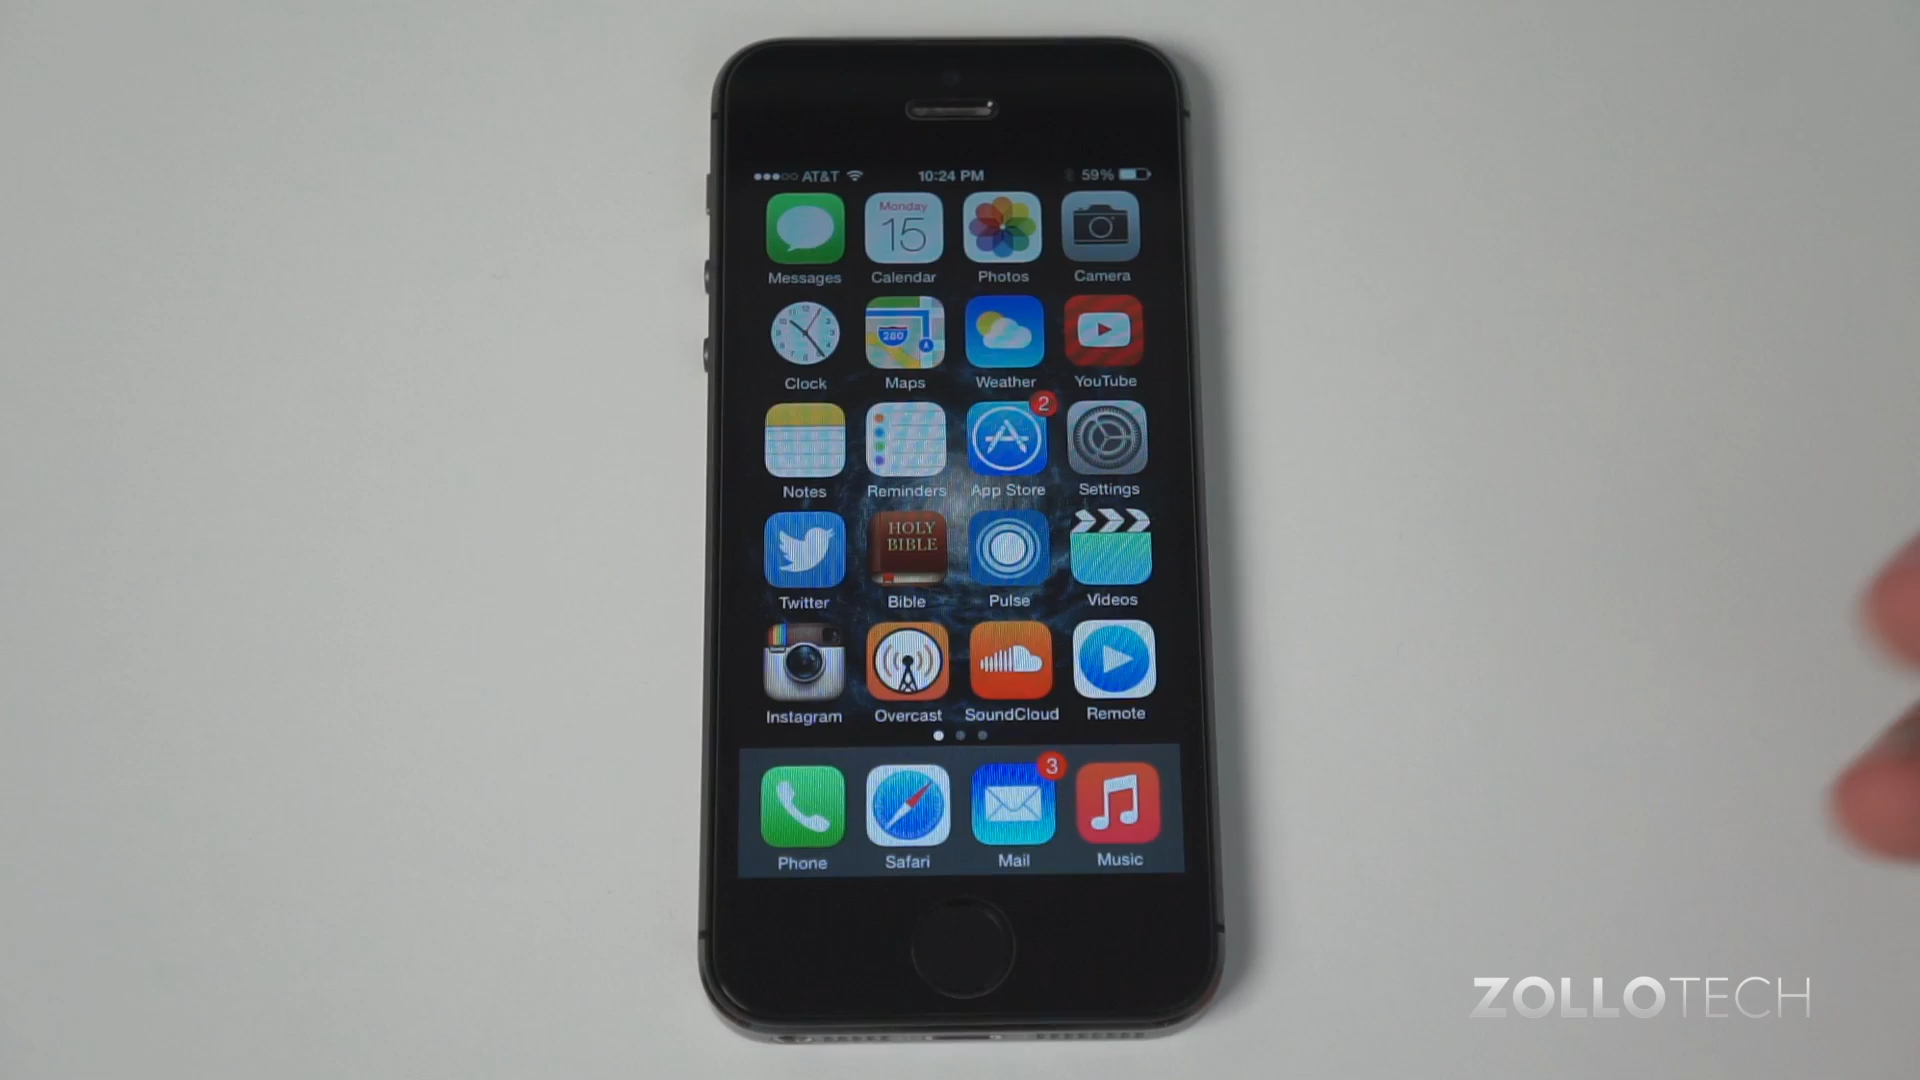 AT&T 10:24 PM 59%
Monday
15
Messages Calendar Photos Camera
280
Clock Maps Weather YouTube
2
Notes Reminders App Store Settings
HOLY
BIBLE
Twitter Bible Pulse Videos
Instagram Overcast SoundCloud Remote
3
Phone Safari Mail Music
ZOLLOTECH